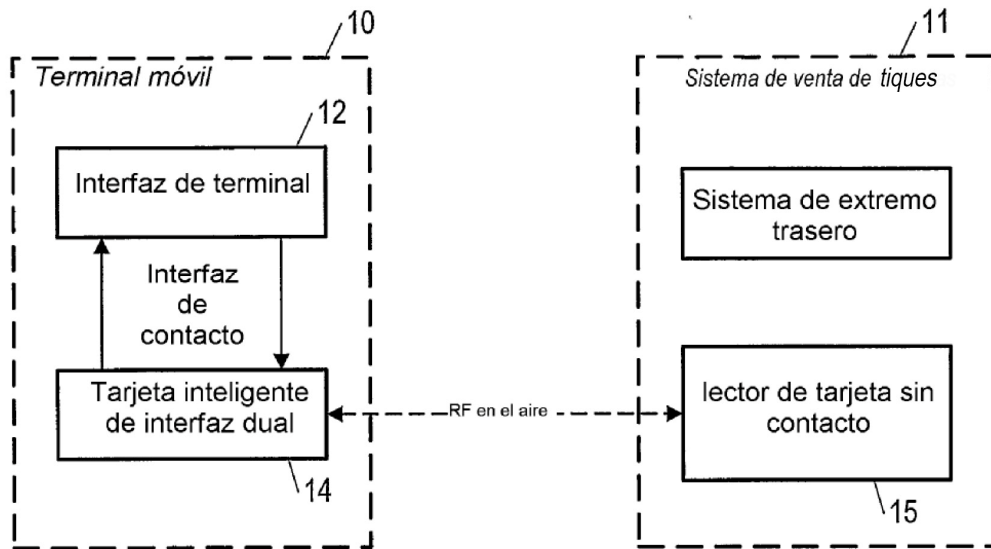 10
Terminal móvil
12
Interfaz de terminal
Interfaz
de
contacto
Tarjeta inteligente
de interfaz dual
14
RF en el aire
11
Sistema de venta de tiques
Sistema de extremo
trasero
lector de tarjeta sin
contacto
15